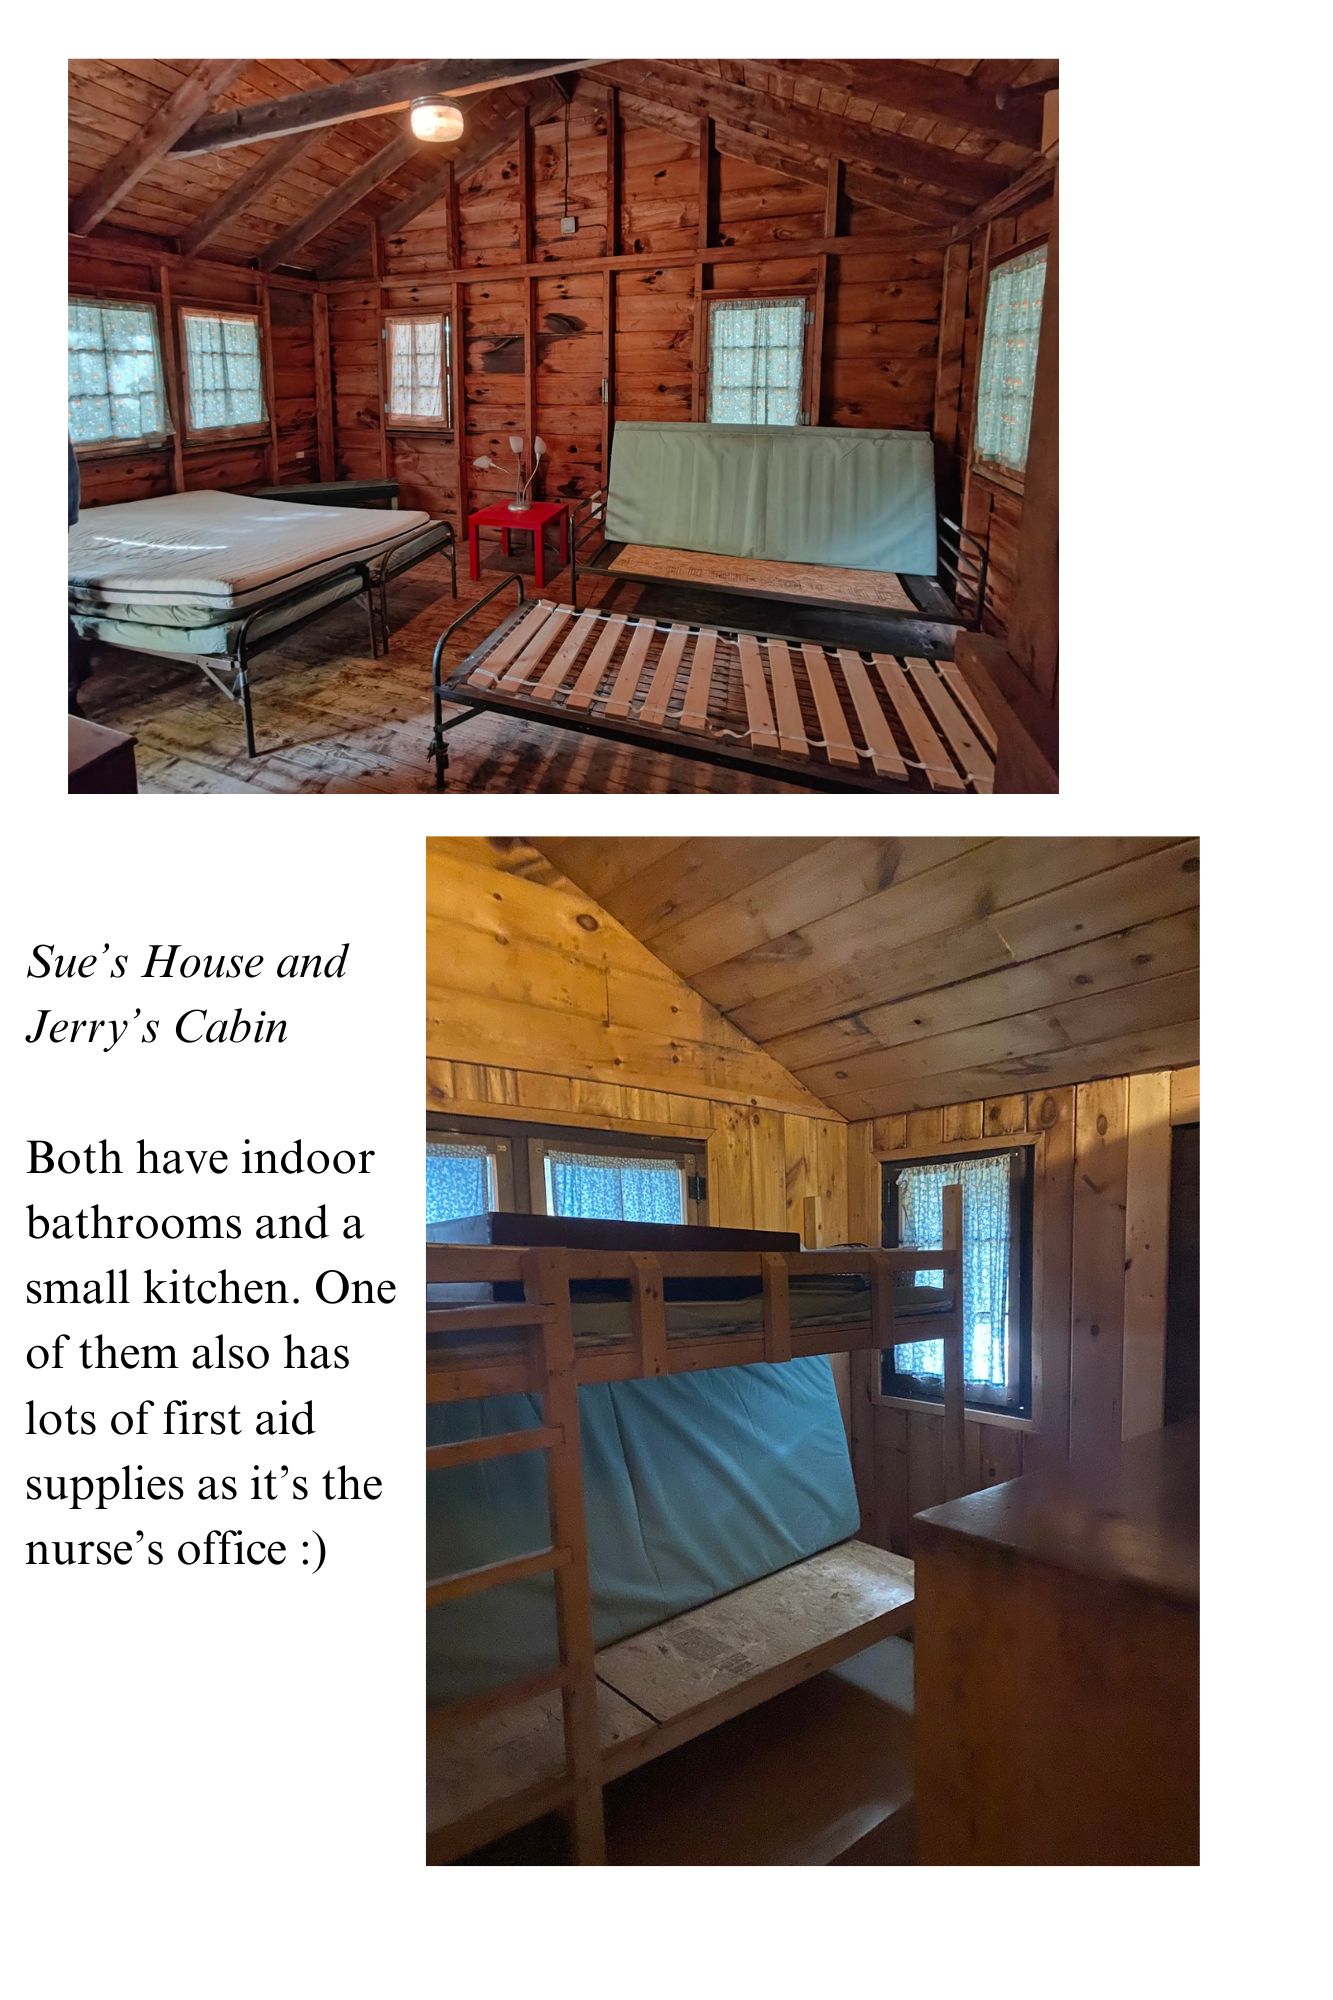 Sue’s House and
Jerry’s Cabin
Both have indoor
bathrooms and a
small kitchen. One
of them also has
lots of first aid
supplies as it’s the
nurse’s office :)